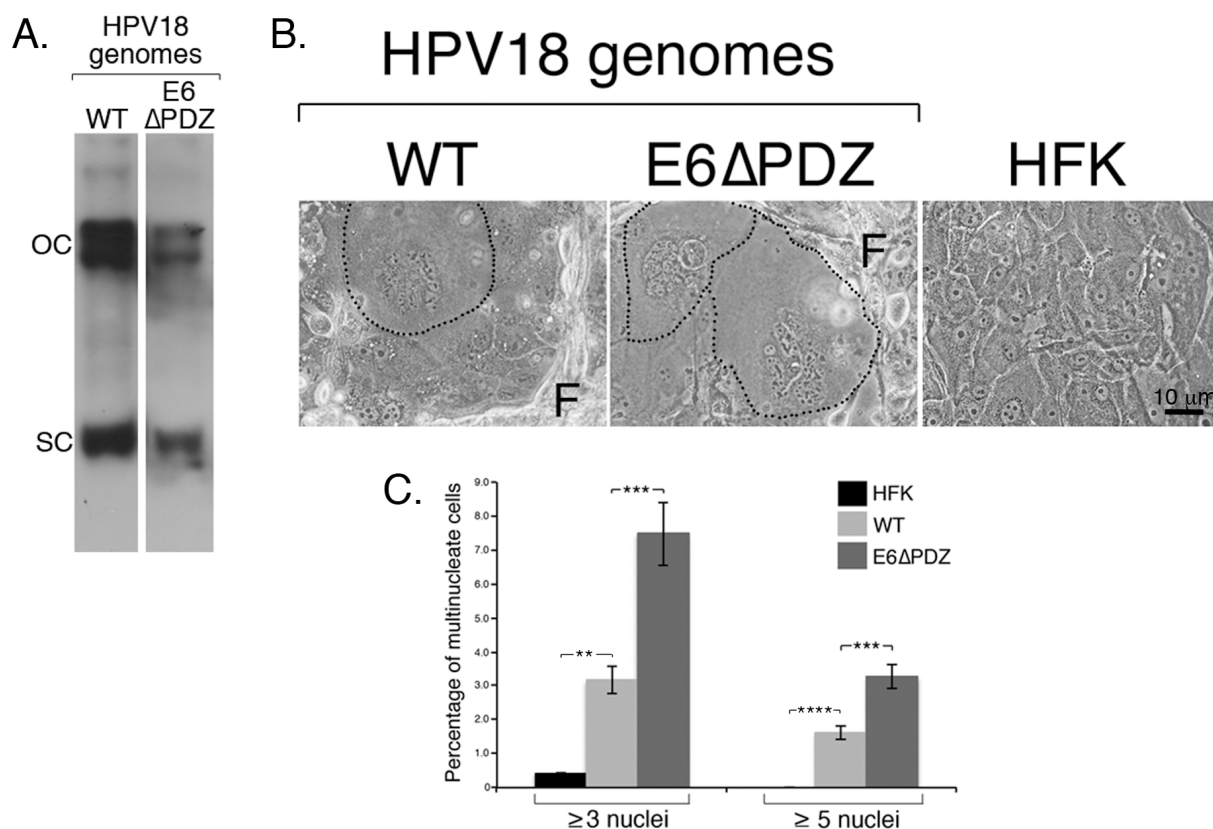 A.
HPV18
genomes
WT
E6
ΔPDZ
OC
SC
B.
HPV18 genomes
WT
E6ΔPDZ
HFK
F
F
10 μm
C.
Percentage of multinucleate cells
9.0
8.0
7.0
6.0
5.0
4.0
3.0
2.0
1.0
0
**
***
****
***
HFK
WT
E6ΔPDZ
≥3 nuclei
≥ 5 nuclei